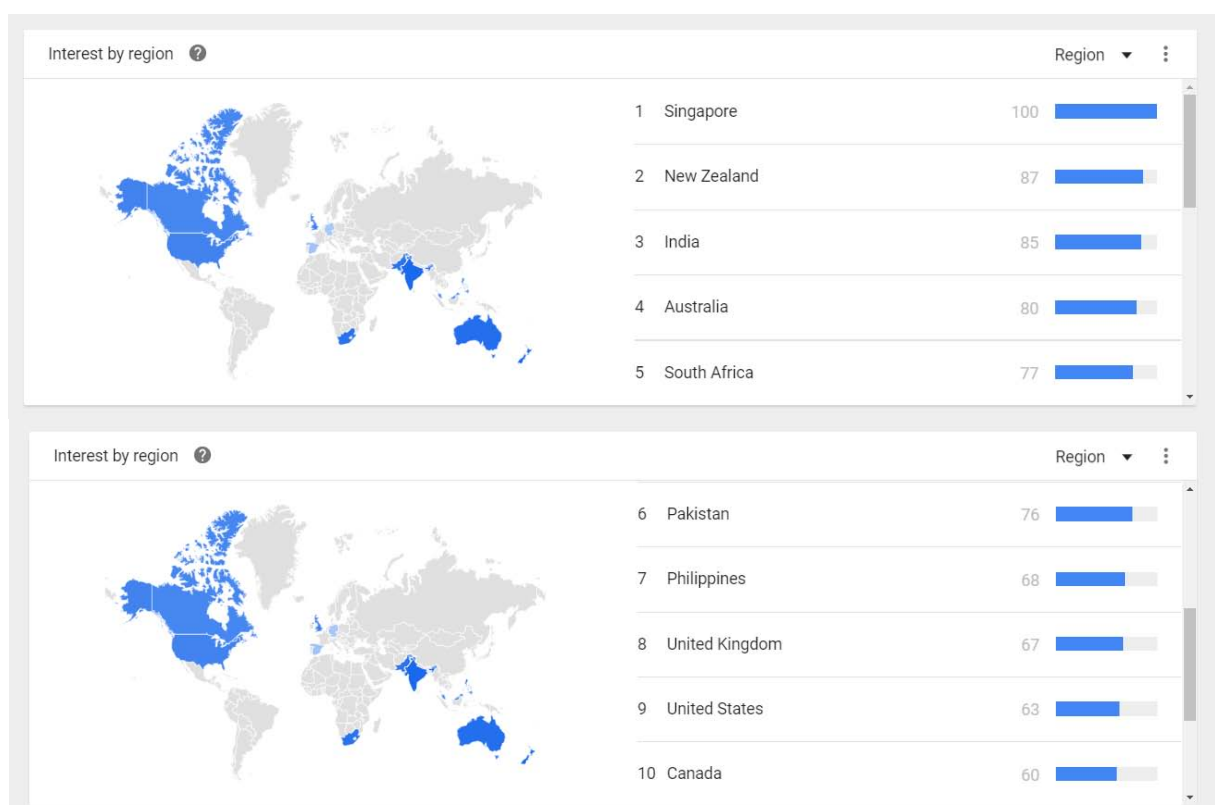 Interest by region
Region
1 Singapore 100
2 New Zealand 87
3 India 85
4 Australia 80
5 South Africa 77
Interest by region
Region
6 Pakistan 76
7 Philippines 68
8 United Kingdom 67
9 United States 63
10 Canada 60